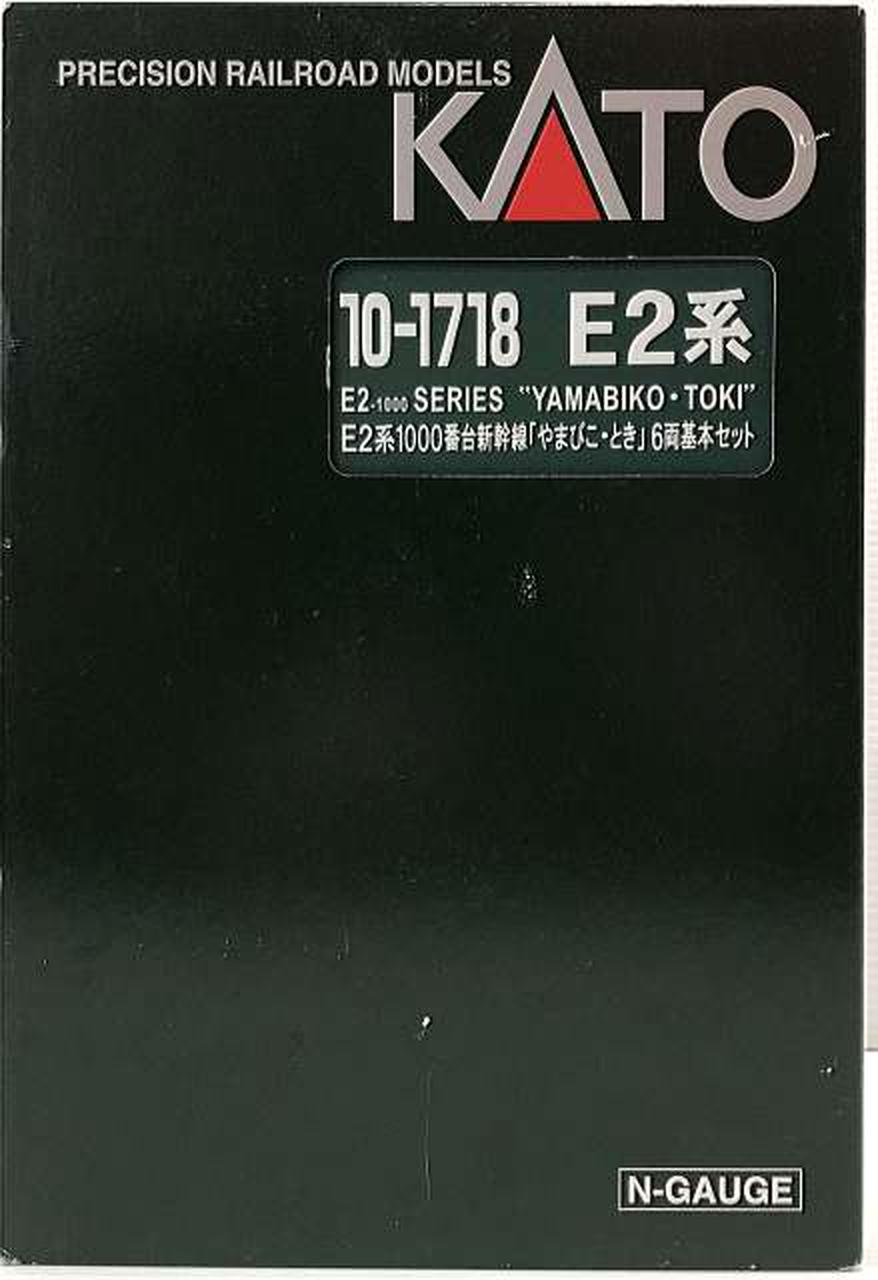 PRECISION RAILROAD MODELS
KATO
10-1718 E2系
E2-1000 SERIES "YAMABIKO・TOKI"
E2系1000番台新幹線「やまびこ・とき」6両基本セット
N-GAUGE